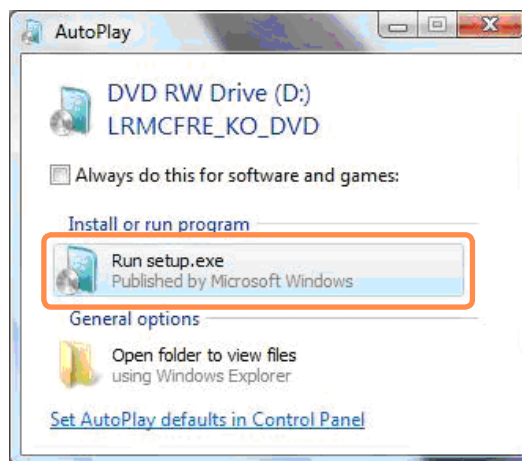 AutoPlay
DVD RW Drive (D:)
LRMCFRE_KO_DVD
Always do this for software and games:
Install or run program
Run setup.exe
Published by Microsoft Windows
General options
Open folder to view files
using Windows Explorer
Set AutoPlay defaults in Control Panel